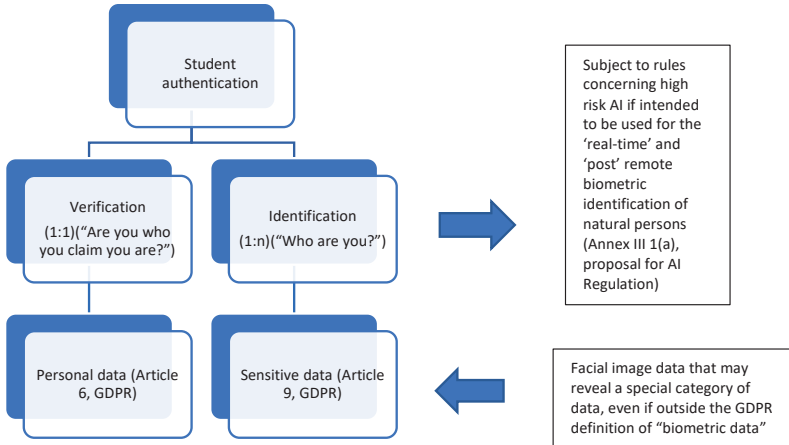 Student
authentication
Verification
(1:1)(“Are you who
you claim you are?”)
Identification
(1:n)(“Who are you?”)
Subject to rules
concerning high
risk AI if intended
to be used for the
‘real-time’ and
‘post’ remote
biometric
identification of
natural persons
(Annex III 1(a),
proposal for AI
Regulation)
Personal data (Article
6, GDPR)
Sensitive data (Article
9, GDPR)
Facial image data that may
reveal a special category of
data, even if outside the GDPR
definition of “biometric data”